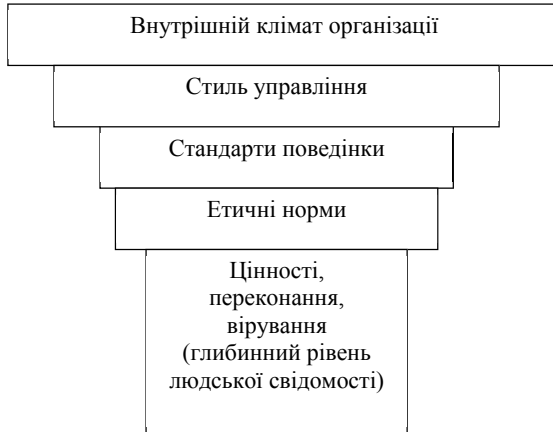 Внутрішній клімат організації
Стиль управління
Стандарти поведінки
Етичні норми
Цінності,
переконання,
вірування
(глибинний рівень
людської свідомості)